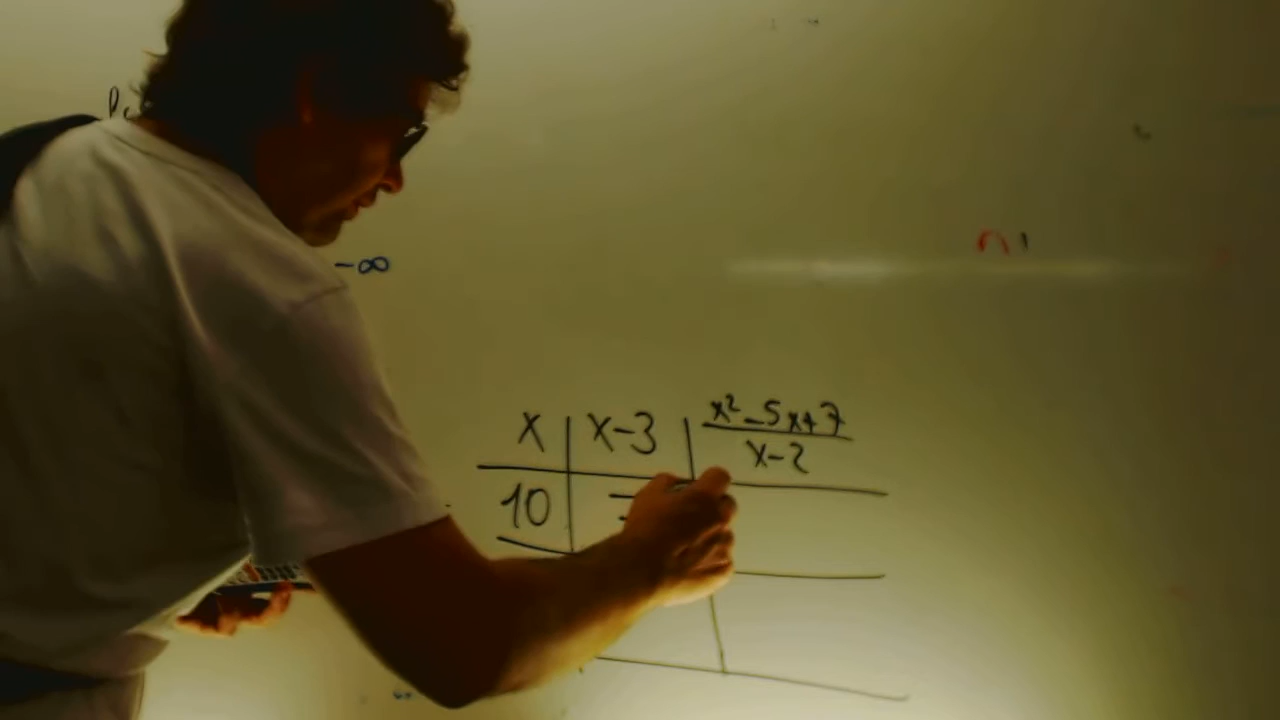 -∞
x | x-3 | x²-5x+7
x-2
10